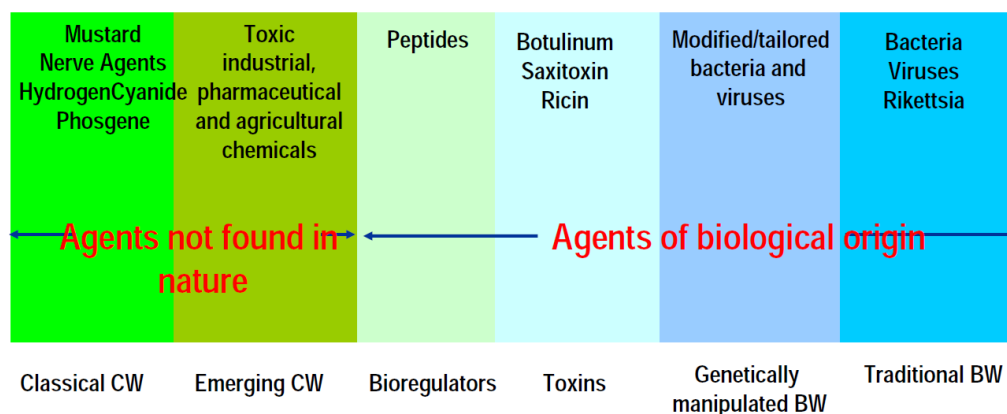 Mustard
Nerve Agents
HydrogenCyanide
Phosgene
Toxic
industrial,
pharmaceutical
and agricultural
chemicals
Peptides
Botulinum
Saxitoxin
Ricin
Modified/tailored
bacteria and
viruses
Bacteria
Viruses
Rikettsia
Agents not found in
nature
Agents of biological origin
Classical CW
Emerging CW
Bioregulators
Toxins
Genetically
manipulated BW
Traditional BW